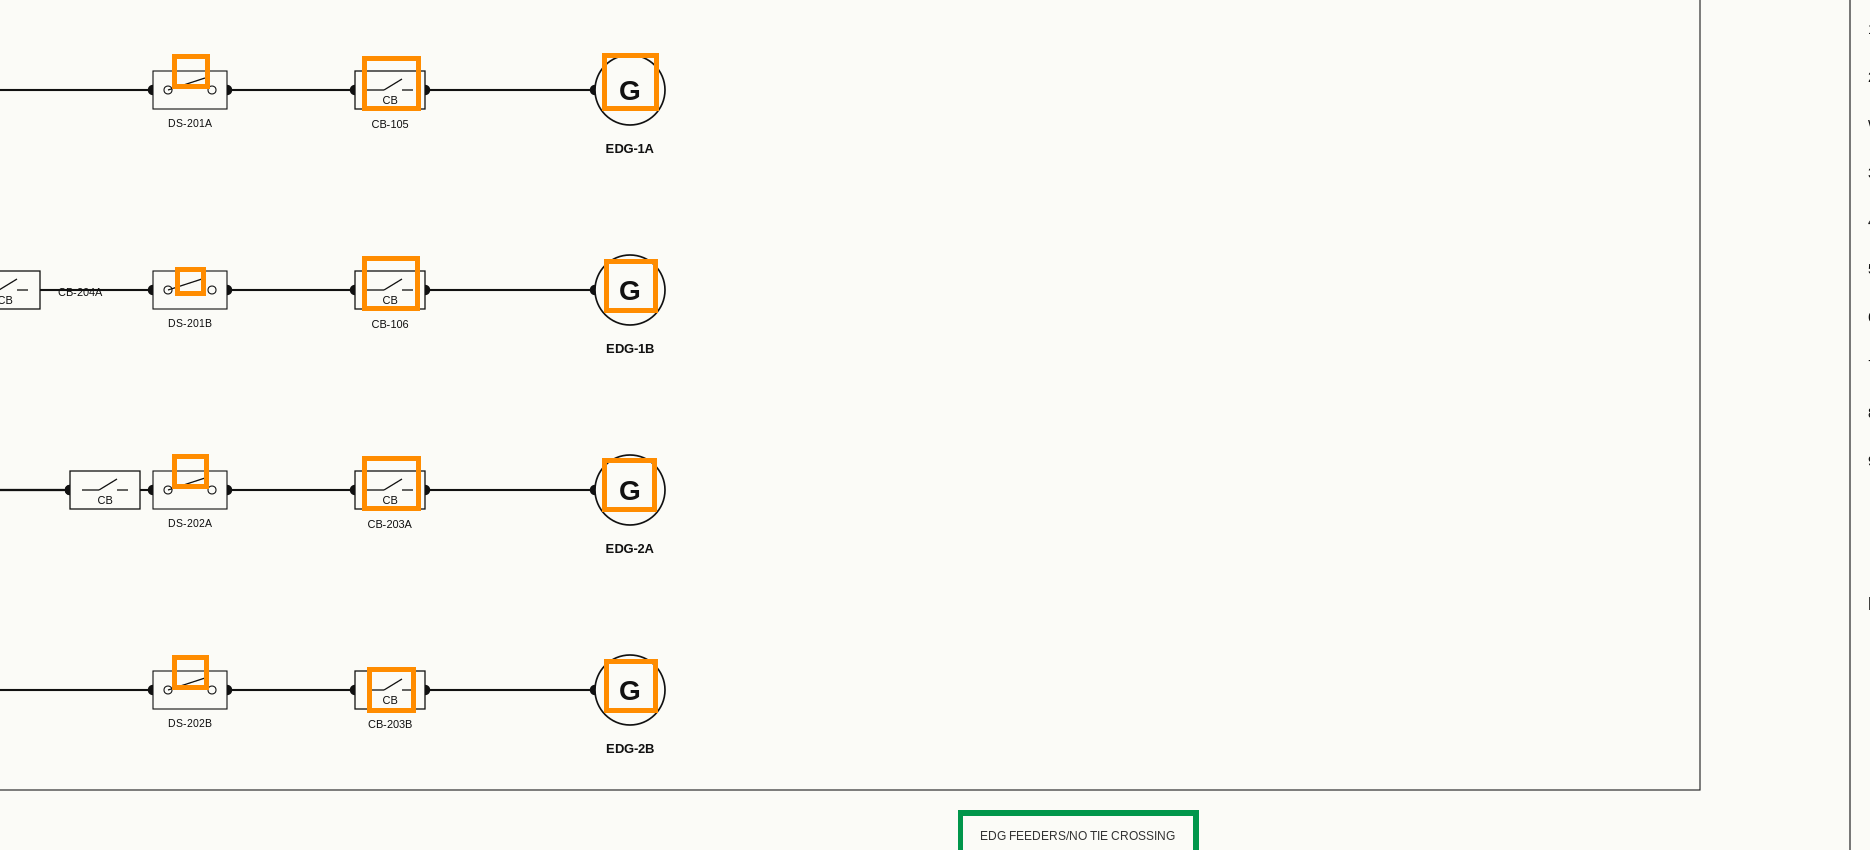 CB
DS-201A
CB-105
G
EDG-1A
CB
CB-204A
DS-201B
CB
CB-106
G
EDG-1B
CB
DS-202A
CB
CB-203A
G
EDG-2A
DS-202B
CB
CB-203B
G
EDG-2B
EDG FEEDERS/NO TIE CROSSING